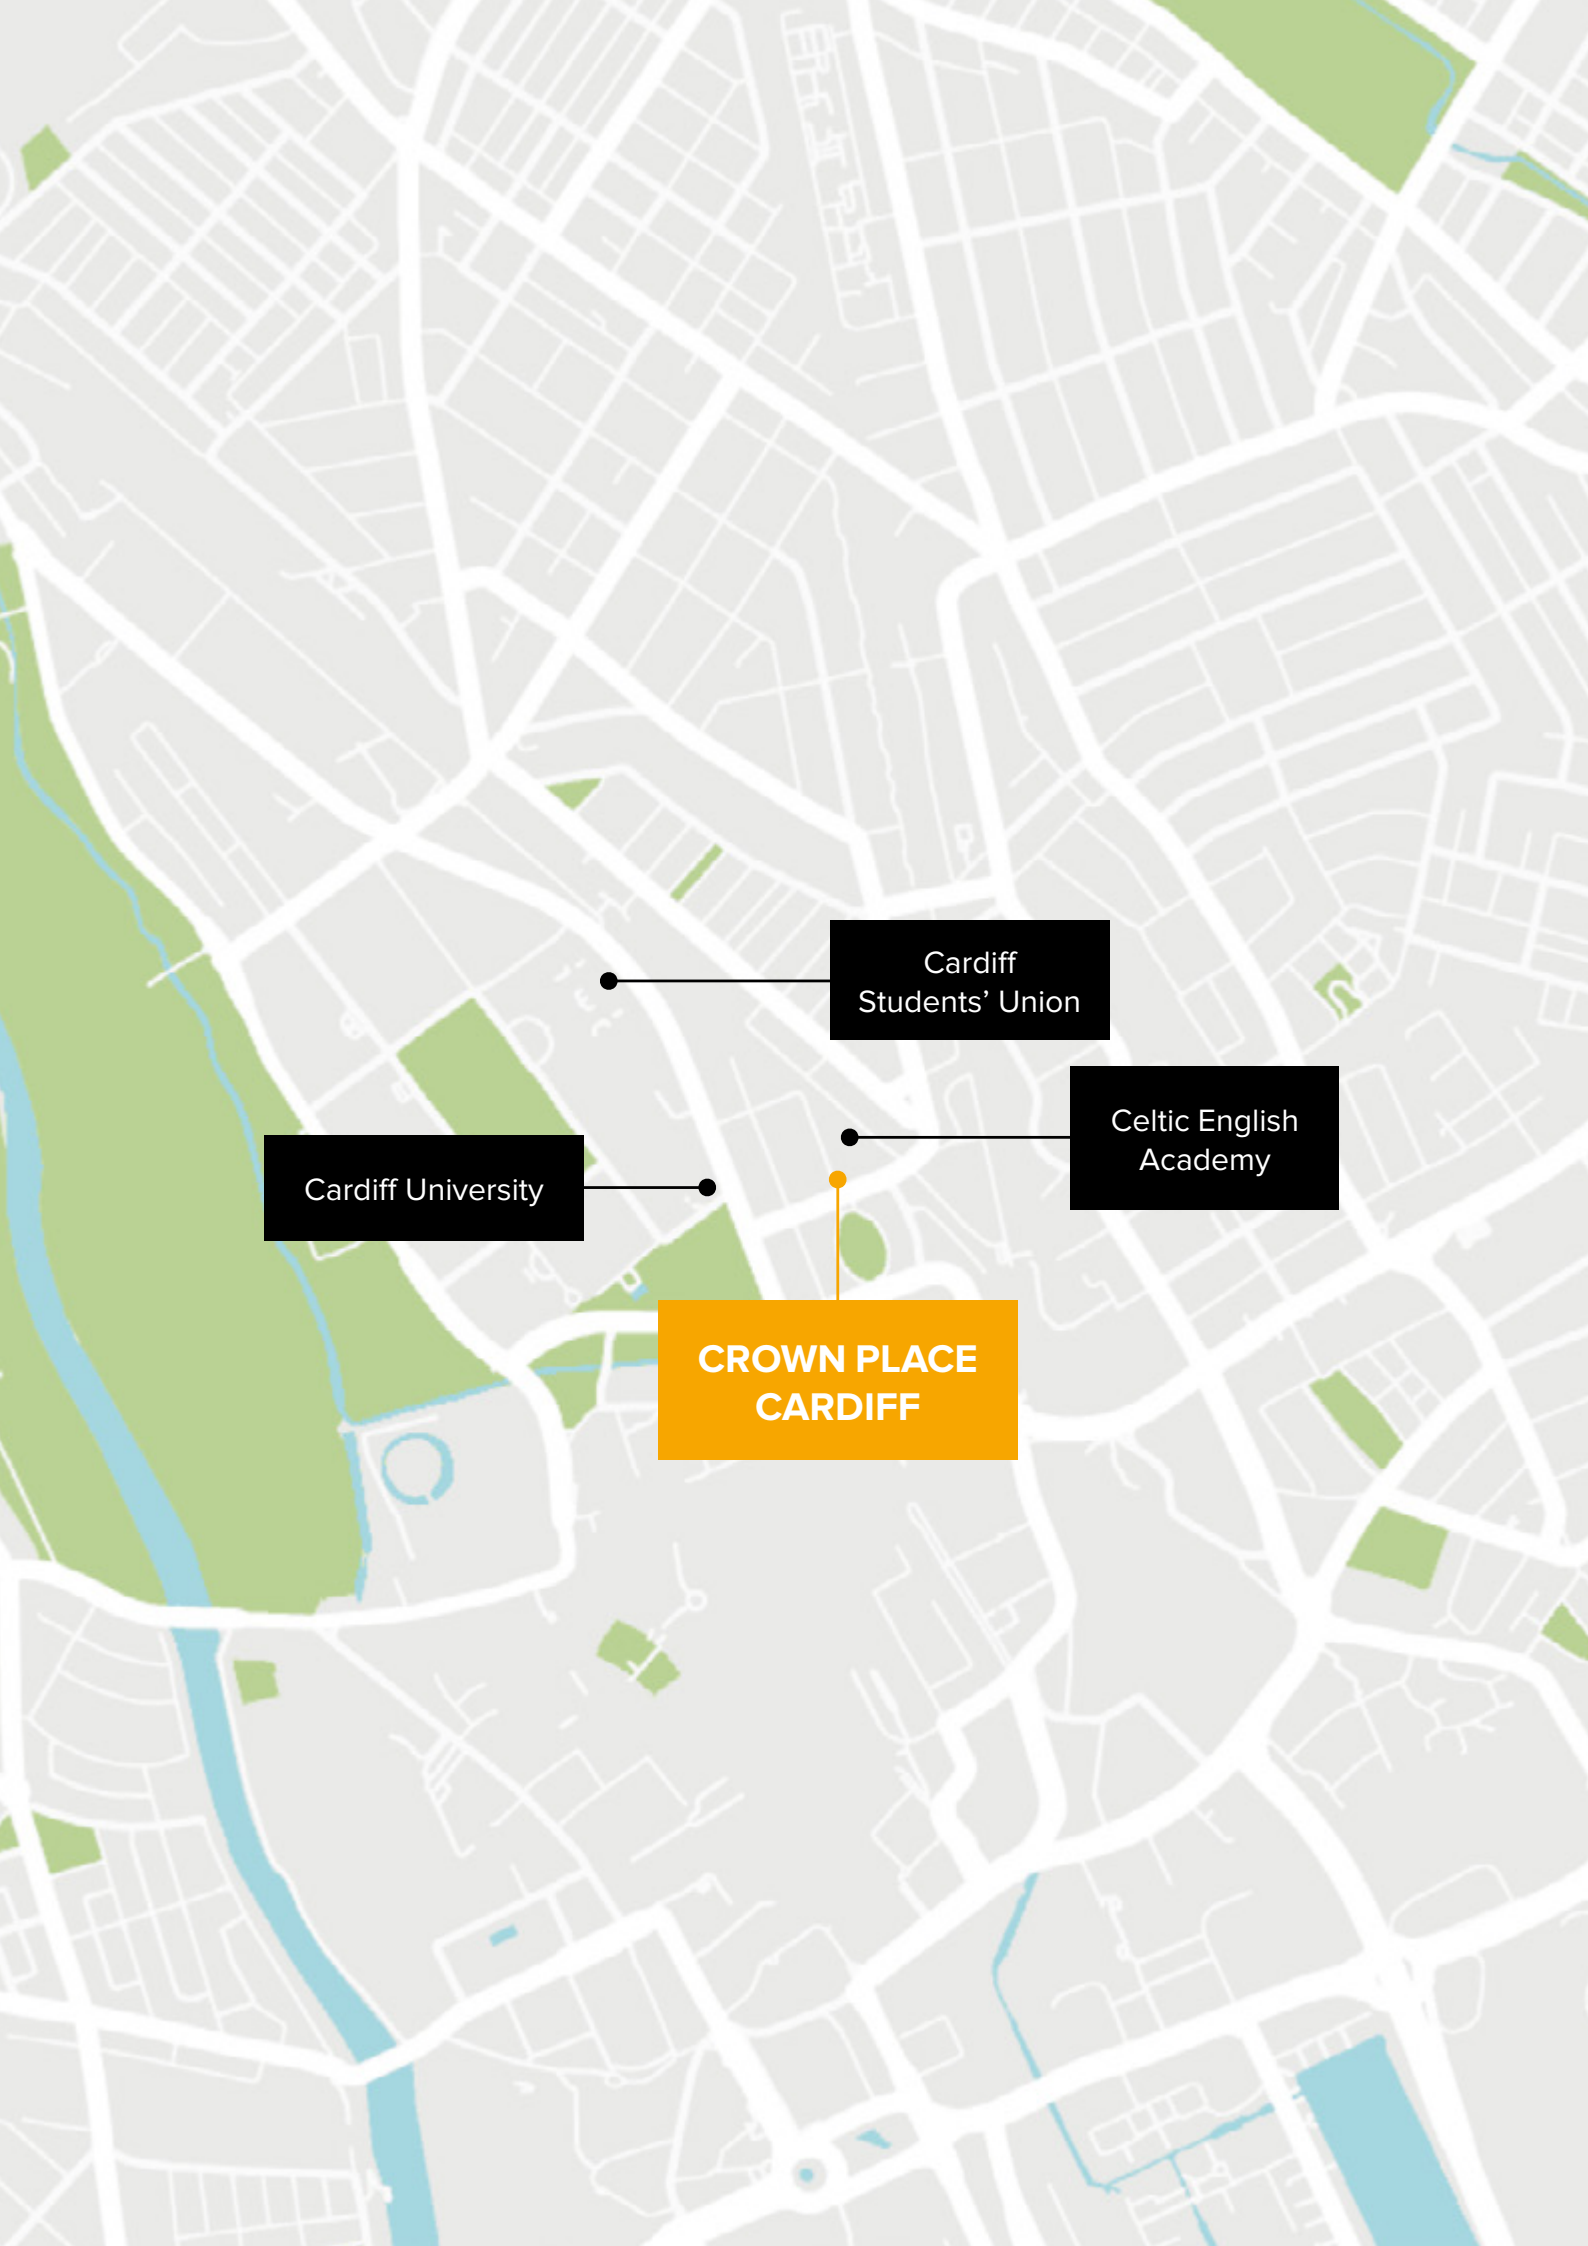 Cardiff
Students’ Union
Celtic English
Academy
Cardiff University
CROWN PLACE
CARDIFF